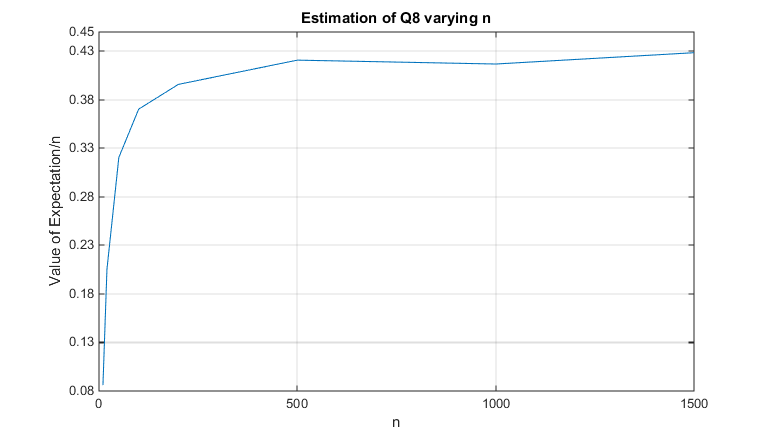 Estimation of Q8 varying n
Value of Expectation/n
0.45
0.43
0.38
0.33
0.28
0.23
0.18
0.13
0.08
0 500 1000 1500
n